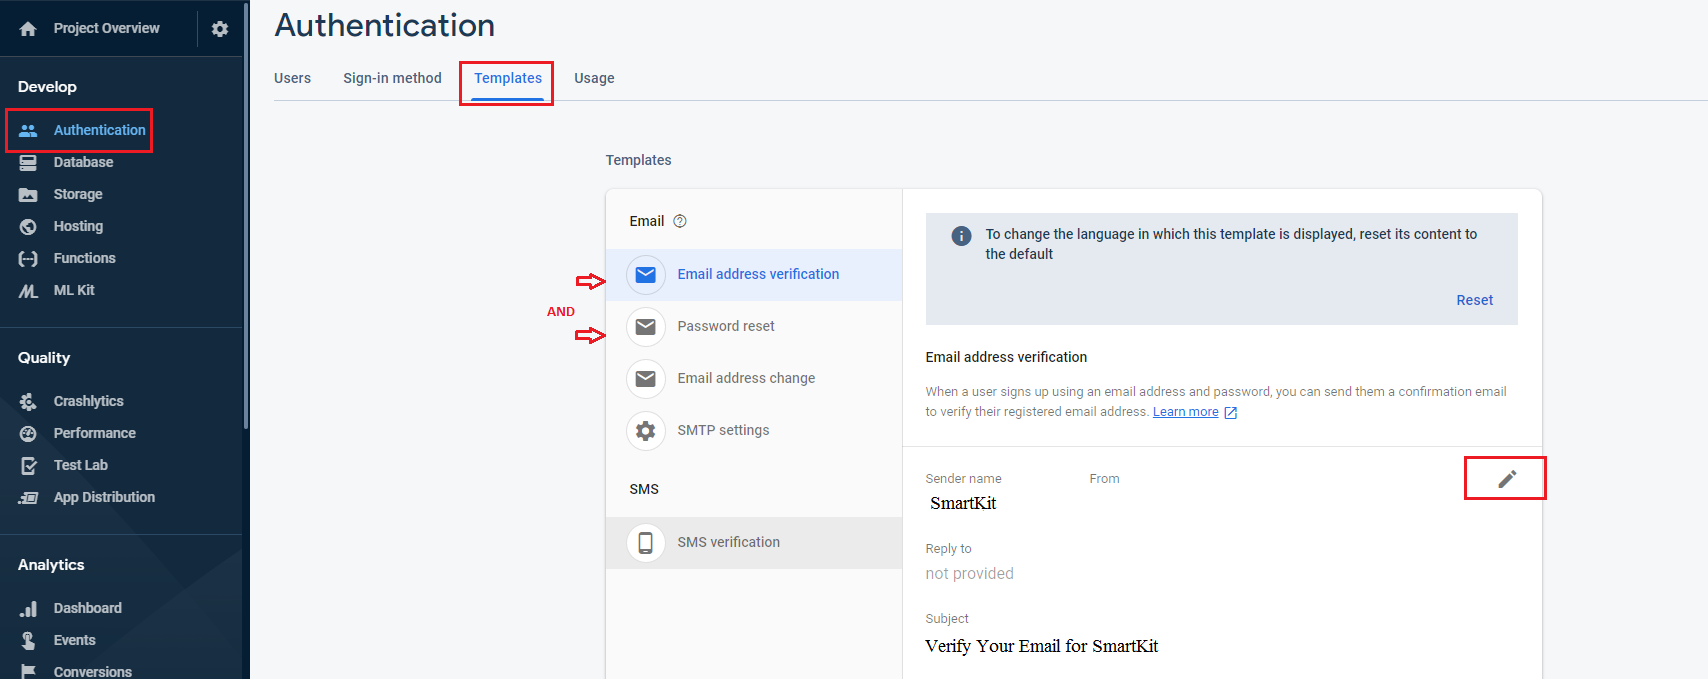 Project Overview
Develop
Authentication
Database
Storage
Hosting
Functions
ML Kit
Quality
Crashlytics
Performance
Test Lab
App Distribution
Analytics
Dashboard
Events
Conversions
Authentication
Users Sign-in method Templates Usage
Templates
Email
Email address verification
AND
Password reset
Email address change
SMTP settings
SMS
SMS verification
To change the language in which this template is displayed, reset its content to
the default
Reset
Email address verification
When a user signs up using an email address and password, you can send them a confirmation email
to verify their registered email address. Learn more
Sender name From
SmartKit
Reply to
not provided
Subject
Verify Your Email for SmartKit